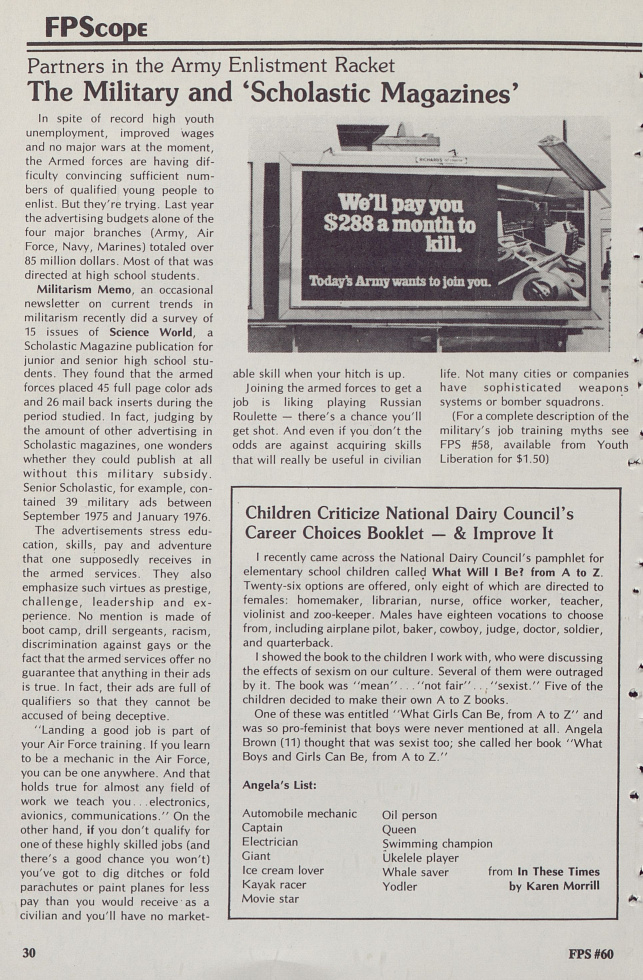 FPScope
Partners in the Army Enlistment Racket
The Military and ‘Scholastic Magazines’
In spite of record high youth
unemployment, improved wages
and no major wars at the moment,
the Armed forces are having dif-
ficulty convincing sufficient num-
bers of qualified young people to
enlist. But they’re trying. Last year
the advertising budgets alone of the
four major branches (Army, Air
Force, Navy, Marines) totaled over
85 million dollars. Most of that was
directed at high school students.
Militarism Memo, an occasional
newsletter on current trends in
militarism recently did a survey of
15 issues of Science World, a
Scholastic Magazine publication for
junior and senior high school stu-
dents. They found that the armed
forces placed 45 full page color ads
and 26 mail back inserts during the
period studied. In fact, judging by
the amount of other advertising in
Scholastic magazines, one wonders
whether they could publish at all
without this military subsidy.
Senior Scholastic, for example, con-
tained 39 military ads between
September 1975 and January 1976.
The advertisements stress edu-
cation, skills, pay and adventure
that one supposedly receives in
the armed services. They also
emphasize such virtues as prestige,
challenge, leadership and ex-
perience. No mention is made of
boot camp, drill sergeants, racism,
discrimination against gays or the
fact that the armed services offer no
guarantee that anything in their ads
is true. In fact, their ads are full of
qualifiers so that they cannot be
accused of being deceptive.
“Landing a good job is part of
your Air Force training. If you learn
to be a mechanic in the Air Force,
you can be one anywhere. And that
holds true for almost any field of
work we teach you...electronics,
avionics, communications.” On the
other hand, if you don’t qualify for
one of these highly skilled jobs (and
there’s a good chance you won’t)
you’ve got to dig ditches or fold
parachutes or paint planes for less
pay than you would receive as a
civilian and you’ll have no market-
We’ll pay you
$288 a month to
kill.
Today’s Army wants to join you.
able skill when your hitch is up.
Joining the armed forces to get a
job is liking playing Russian
Roulette — there’s a chance you’ll
get shot. And even if you don’t the
odds are against acquiring skills
that will really be useful in civilian
life. Not many cities or companies
have sophisticated weapons
systems or bomber squadrons.
(For a complete description of the
military’s job training myths see
FPS #58, available from Youth
Liberation for $1.50)
Children Criticize National Dairy Council’s
Career Choices Booklet — & Improve It
I recently came across the National Dairy Council’s pamphlet for
elementary school children called What Will I Be? from A to Z.
Twenty-six options are offered, only eight of which are directed to
females: homemaker, librarian, nurse, office worker, teacher,
violinist and zoo-keeper. Males have eighteen vocations to choose
from, including airplane pilot, baker, cowboy, judge, doctor, soldier,
and quarterback.
I showed the book to the children I work with, who were discussing
the effects of sexism on our culture. Several of them were outraged
by it. The book was “mean”...“not fair”...“sexist.” Five of the
children decided to make their own A to Z books.
One of these was entitled “What Girls Can Be, from A to Z” and
was so pro-feminist that boys were never mentioned at all. Angela
Brown (11) thought that was sexist too; she called her book “What
Boys and Girls Can Be, from A to Z.”
Angela’s List:
Automobile mechanic
Captain
Electrician
Giant
Ice cream lover
Kayak racer
Movie star
Oil person
Queen
Swimming champion
Ukelele player
Whale saver
Yodler
from In These Times
by Karen Morrill
30
FPS #60